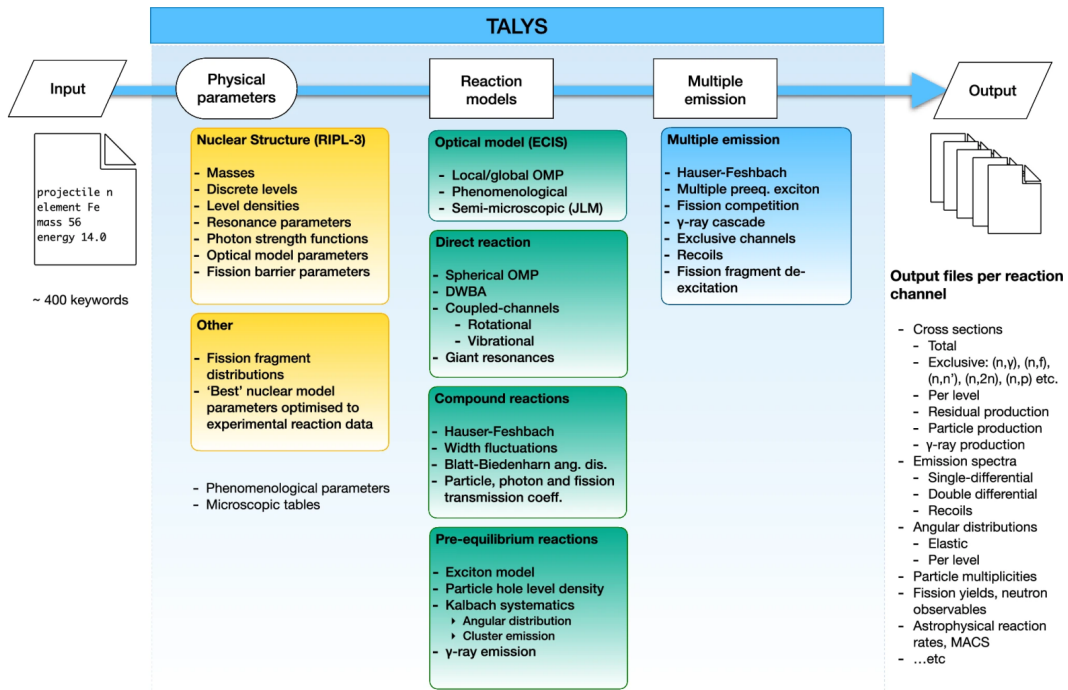 TALYS
Input
Physical
parameters
Reaction
models
Multiple
emission
Output
projectile n
element Fe
mass 56
energy 14.0
~ 400 keywords
Nuclear Structure (RIPL-3)
- Masses
- Discrete levels
- Level densities
- Resonance parameters
- Photon strength functions
- Optical model parameters
- Fission barrier parameters
Other
- Fission fragment
distributions
- ‘Best’ nuclear model
parameters optimised to
experimental reaction data
- Phenomenological parameters
- Microscopic tables
Optical model (ECIS)
- Local/global OMP
- Phenomenological
- Semi-microscopic (JLM)
Direct reaction
- Spherical OMP
- DWBA
- Coupled-channels
- Rotational
- Vibrational
- Giant resonances
Compound reactions
- Hauser-Feshbach
- Width fluctuations
- Blatt-Biedenharn ang. dis.
- Particle, photon and fission
transmission coeff.
Pre-equilibrium reactions
- Exciton model
- Particle hole level density
- Kalbach systematics
‣ Angular distribution
‣ Cluster emission
- γ-ray emission
Multiple emission
- Hauser-Feshbach
- Multiple preeq. exciton
- Fission competition
- γ-ray cascade
- Exclusive channels
- Recoils
- Fission fragment de-
excitation
Output files per reaction
channel
- Cross sections
- Total
- Exclusive: (n,γ), (n,f),
(n,n’), (n,2n), (n,p) etc.
- Per level
- Residual production
- Particle production
- γ-ray production
- Emission spectra
- Single-differential
- Double differential
- Recoils
- Angular distributions
- Elastic
- Per level
- Particle multiplicities
- Fission yields, neutron
observables
- Astrophysical reaction
rates, MACS
- …etc